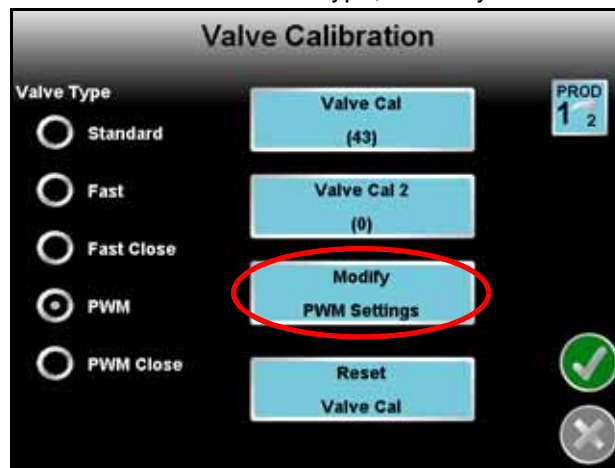 Valve Calibration
Valve Type
Standard
Fast
Fast Close
PWM
PWM Close
Valve Cal
(43)
Valve Cal 2
(0)
Modify
PWM Settings
Reset
Valve Cal
PROD
1 2